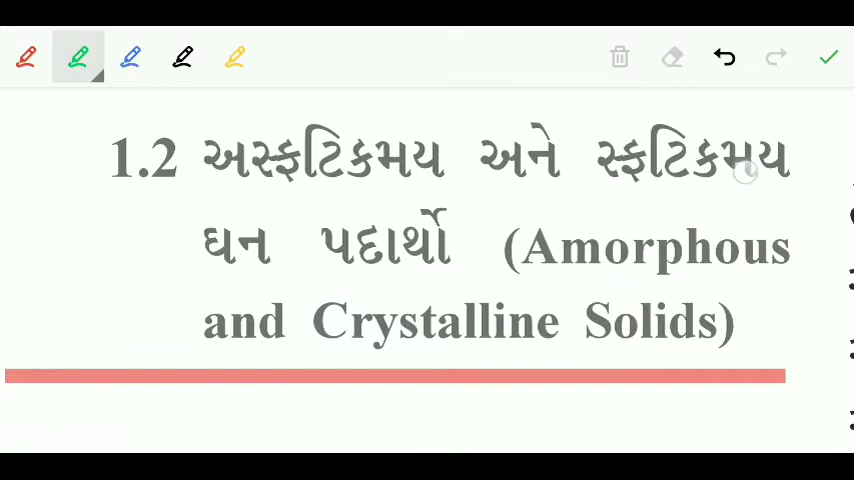 1.2 અસ્ફટિકમય અને સ્ફટિકમય
ઘન પદાર્થો (Amorphous
and Crystalline Solids)